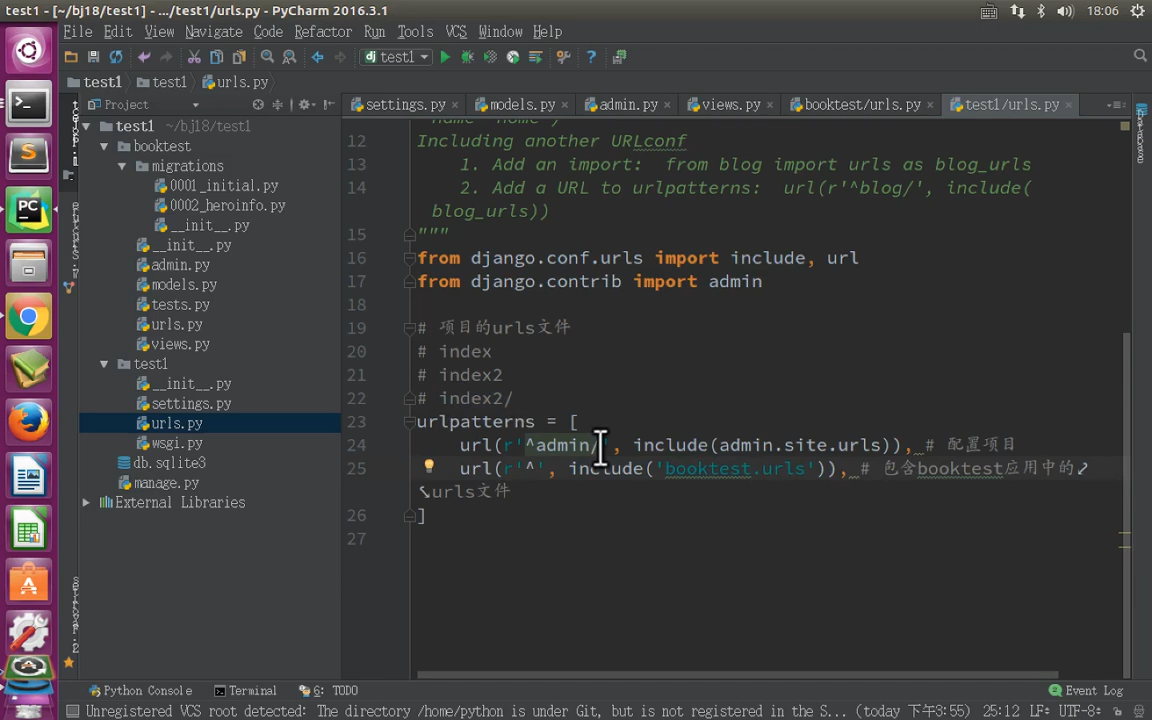 test1 - [~/bj18/test1] - .../test1/urls.py - PyCharm 2016.3.1
18:06
File Edit View Navigate Code Refactor Run Tools VCS Window Help
test1
test1 test1 urls.py
Project
settings.py models.py admin.py views.py booktest/urls.py test1/urls.py
test1 ~/bj18/test1
booktest
migrations
0001_initial.py
0002_heroinfo.py
__init__.py
__init__.py
admin.py
models.py
tests.py
urls.py
views.py
test1
__init__.py
settings.py
urls.py
wsgi.py
db.sqlite3
manage.py
External Libraries
12 Including another URLconf
13 1. Add an import:  from blog import urls as blog_urls
14 2. Add a URL to urlpatterns:  url(r'^blog/', include(
blog_urls))
15 """
16 from django.conf.urls import include, url
17 from django.contrib import admin
18
19 # 项目的urls文件
20 # index
21 # index2
22 # index2/
23 urlpatterns = [
24 url(r'^admin/', include(admin.site.urls)), # 配置项目
25 url(r'^', include('booktest.urls')), # 包含booktest应用中的
urls文件
26 ]
27
Python Console Terminal 6: TODO Event Log
Unregistered VCS root detected: The directory /home/python is under Git, but is not registered in the S... (today 下午3:55) 25:12 LF÷ UTF-8÷